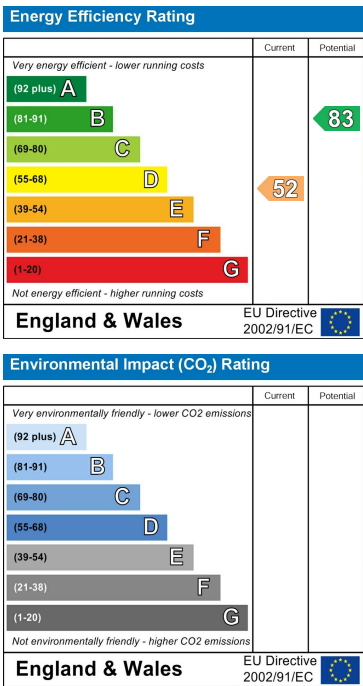 Energy Efficiency Rating
Current Potential
Very energy efficient - lower running costs
(92 plus) A
(81-91) B
83
(69-80) C
(55-68) D
52
(39-54) E
(21-38) F
(1-20) G
Not energy efficient - higher running costs
England & Wales
EU Directive
2002/91/EC
Environmental Impact (CO₂) Rating
Current Potential
Very environmentally friendly - lower CO2 emissions
(92 plus) A
(81-91) B
(69-80) C
(55-68) D
(39-54) E
(21-38) F
(1-20) G
Not environmentally friendly - higher CO2 emissions
England & Wales
EU Directive
2002/91/EC